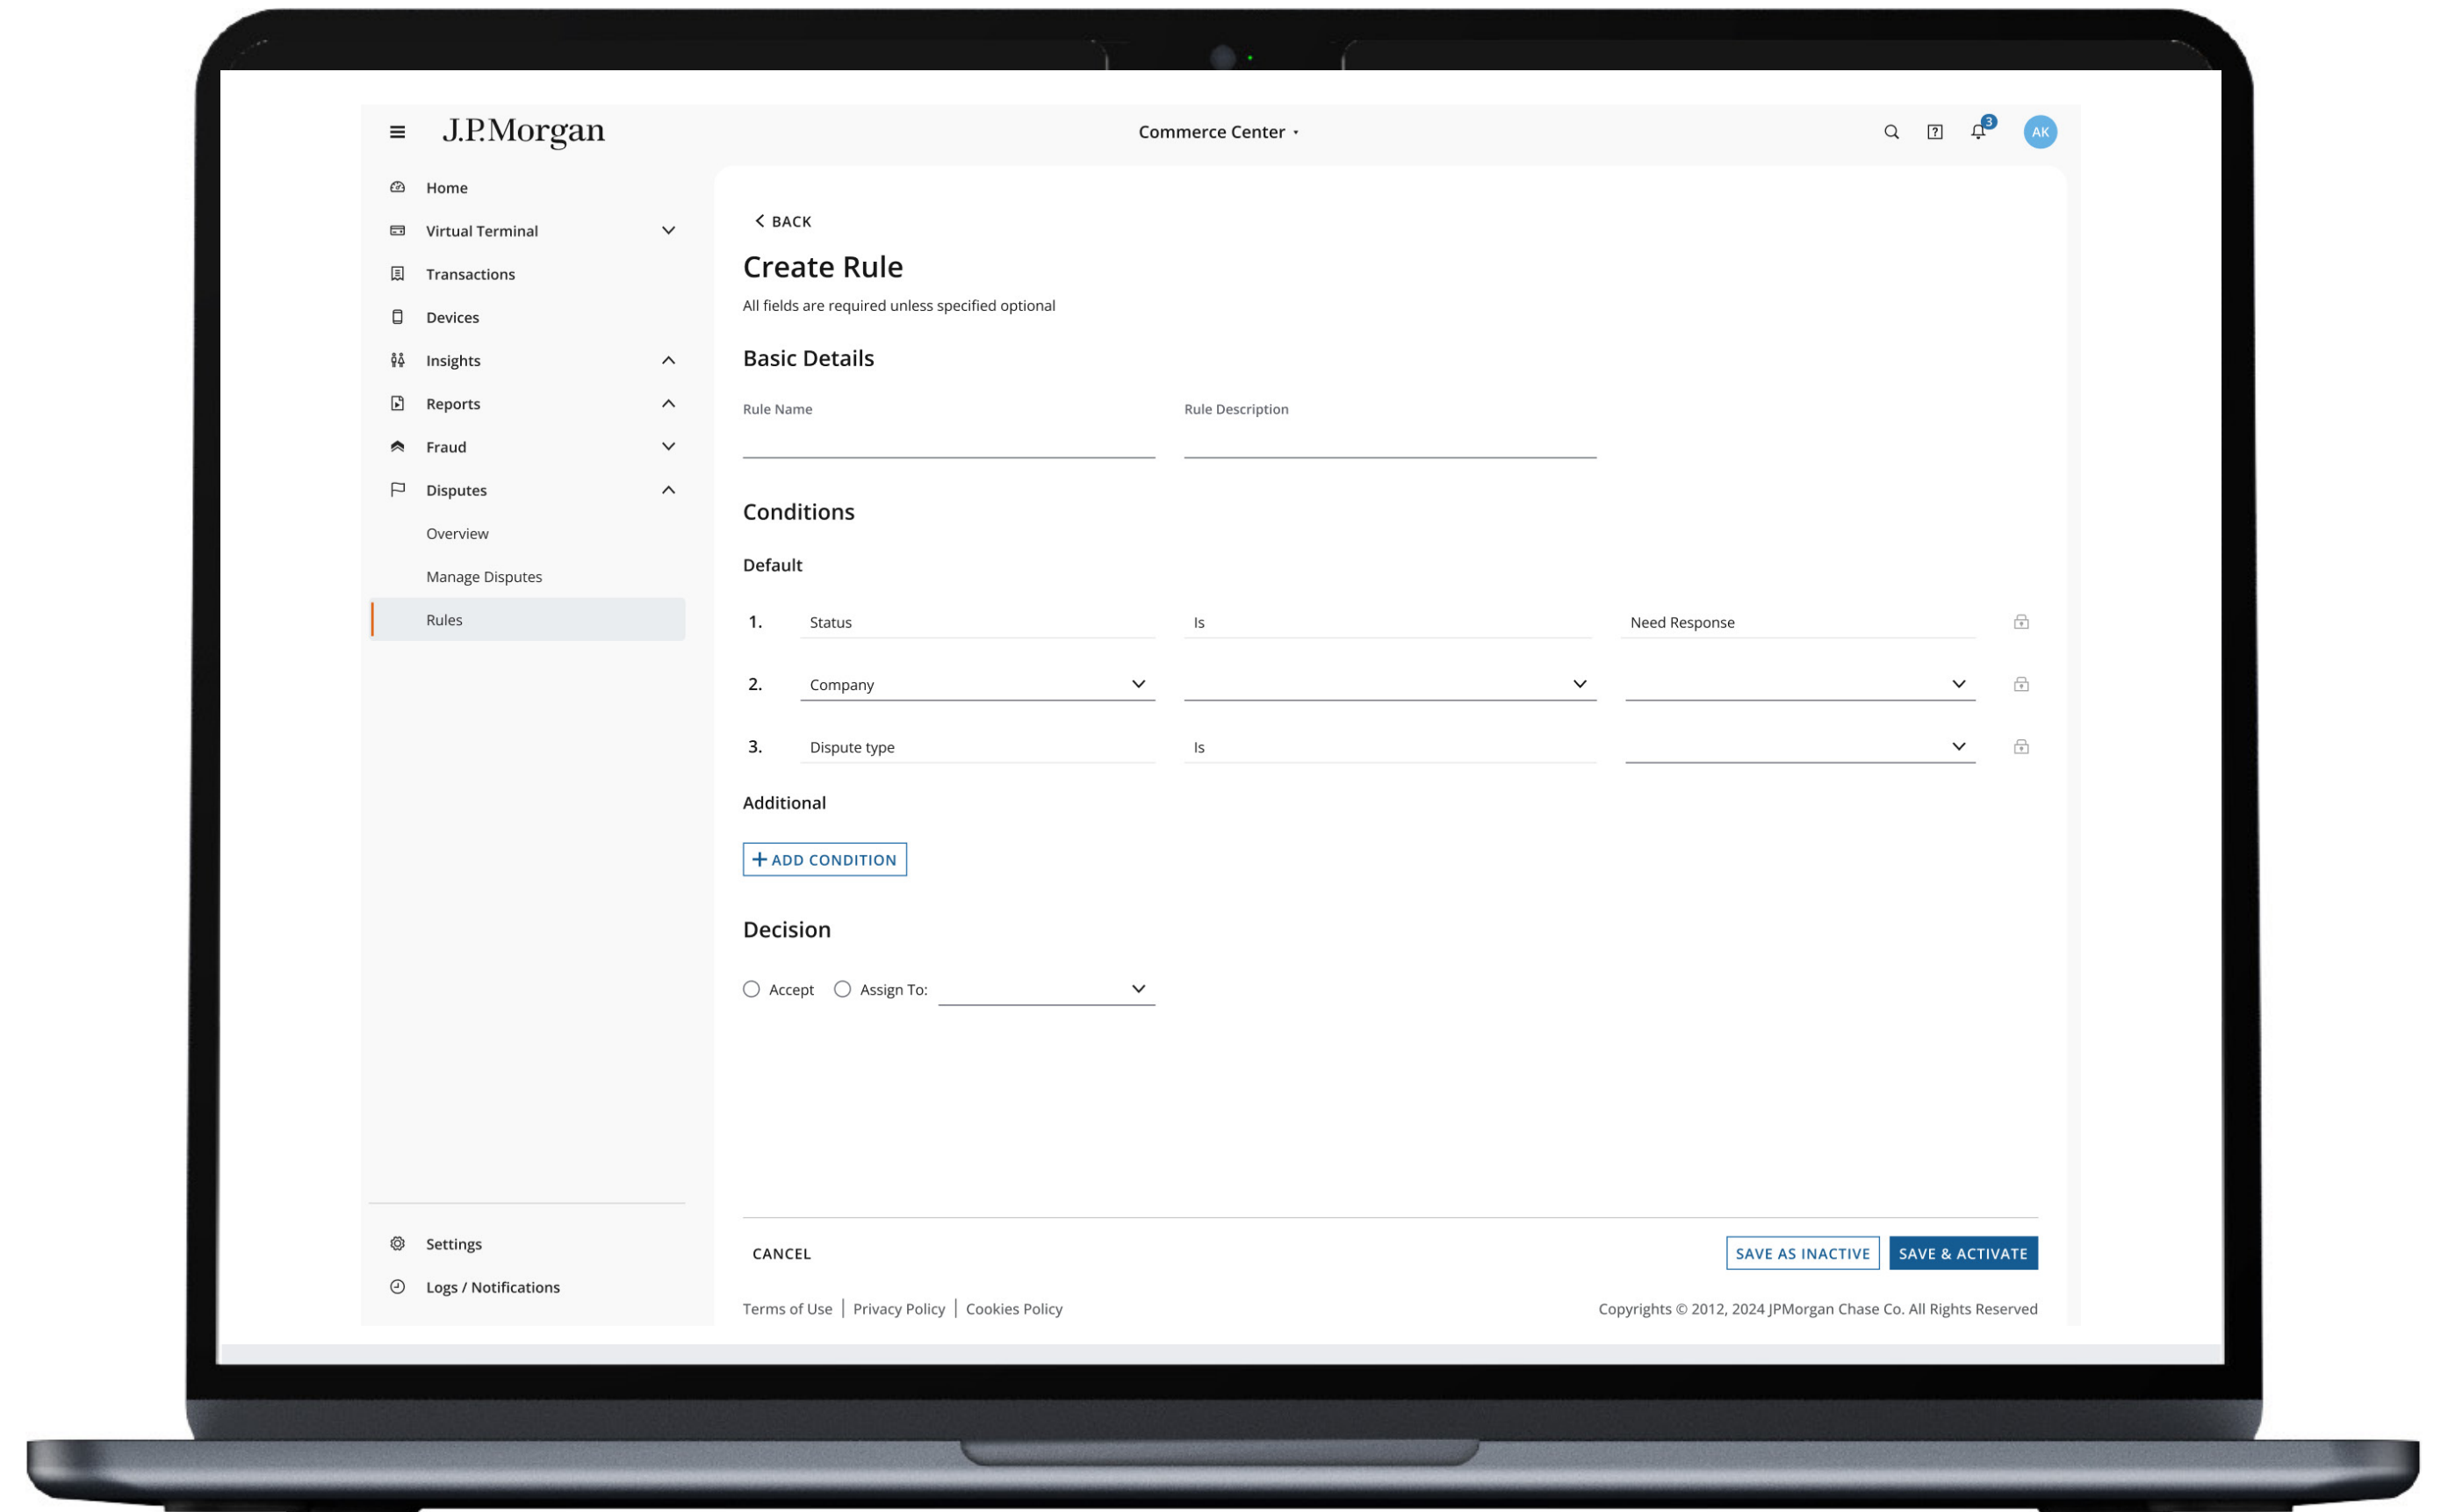 J.P.Morgan
Commerce Center
3
AK
Home
Virtual Terminal
Transactions
Devices
Insights
Reports
Fraud
Disputes
Overview
Manage Disputes
Rules
Settings
Logs / Notifications
BACK
Create Rule
All fields are required unless specified optional
Basic Details
Rule Name Rule Description
Conditions
Default
1. Status Is Need Response
2. Company
3. Dispute type Is
Additional
+ ADD CONDITION
Decision
Accept Assign To:
CANCEL SAVE AS INACTIVE SAVE & ACTIVATE
Terms of Use | Privacy Policy | Cookies Policy Copyrights © 2012, 2024 JPMorgan Chase Co. All Rights Reserved